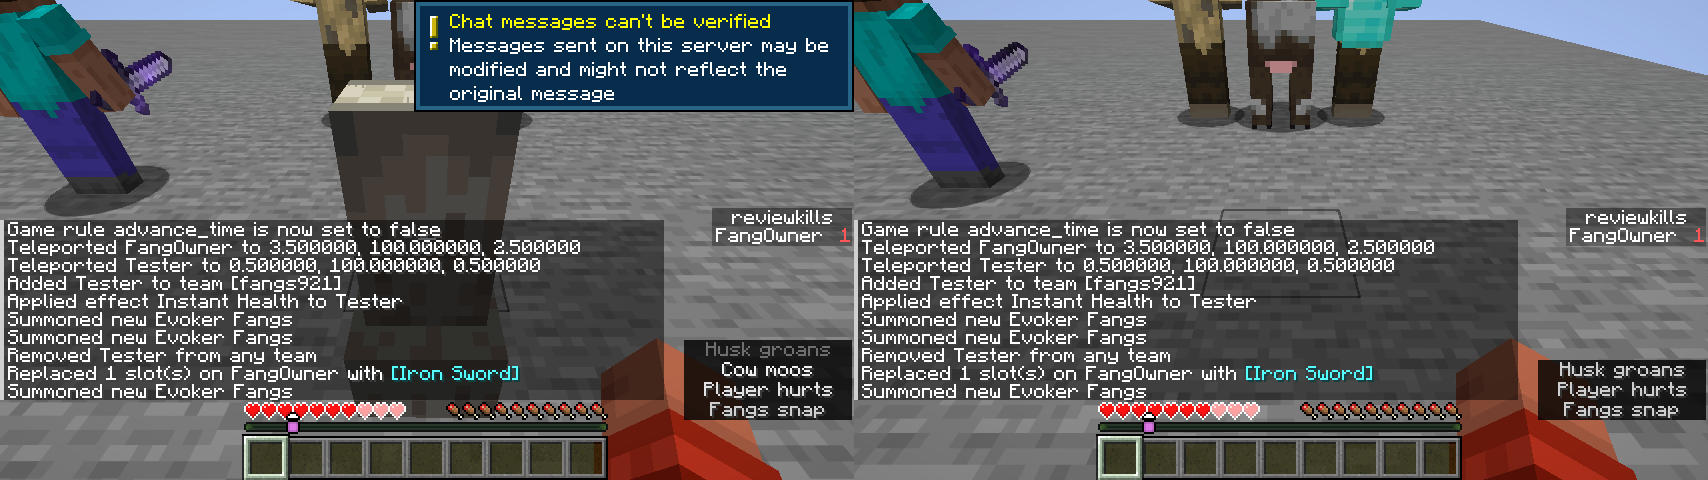 Chat messages can't be verified
Messages sent on this server may be
modified and might not reflect the
original message
reviewkills
FangOwner 1
Game rule advance_time is now set to false
Teleported FangOwner to 3.500000, 100.000000, 2.500000
Teleported Tester to 0.500000, 100.000000, 0.500000
Added Tester to team [fangs921]
Applied effect Instant Health to Tester
Summoned new Evoker Fangs
Summoned new Evoker Fangs
Removed Tester from any team
Replaced 1 slot(s) on FangOwner with [Iron Sword]
Summoned new Evoker Fangs
Husk groans
Cow moos
Player hurts
Fangs snap
reviewkills
FangOwner 1
Game rule advance_time is now set to false
Teleported FangOwner to 3.500000, 100.000000, 2.500000
Teleported Tester to 0.500000, 100.000000, 0.500000
Added Tester to team [fangs921]
Applied effect Instant Health to Tester
Summoned new Evoker Fangs
Summoned new Evoker Fangs
Removed Tester from any team
Replaced 1 slot(s) on FangOwner with [Iron Sword]
Summoned new Evoker Fangs
Husk groans
Player hurts
Fangs snap